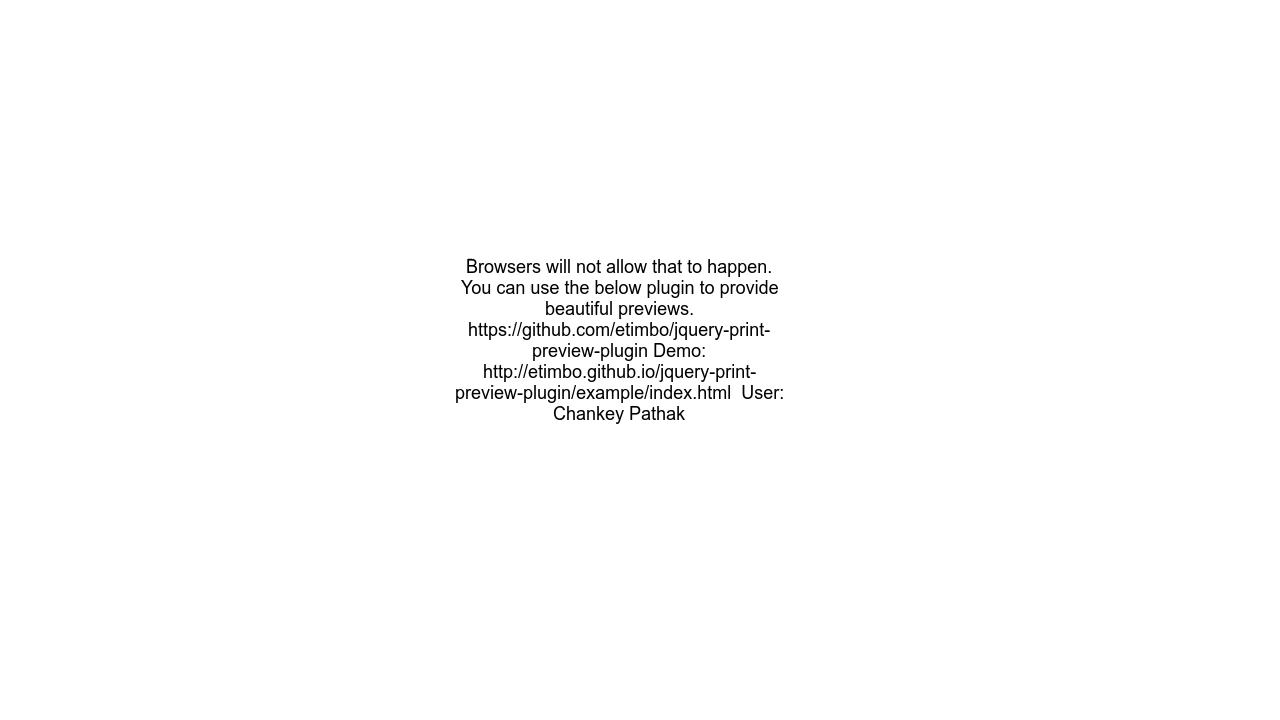 Browsers will not allow that to happen.
You can use the below plugin to provide
beautiful previews.
https://github.com/etimbo/jquery-print-
preview-plugin Demo:
http://etimbo.github.io/jquery-print-
preview-plugin/example/index.html  User:
Chankey Pathak